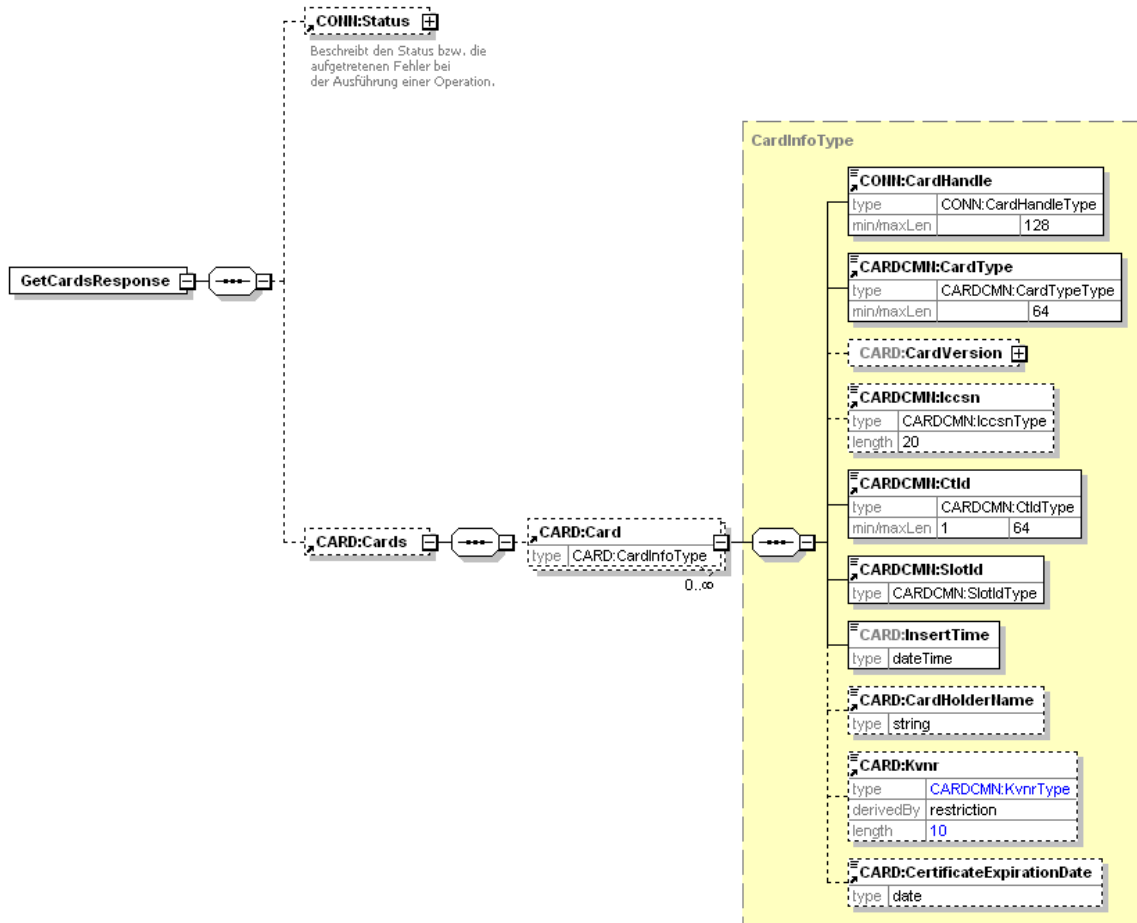 CONN:Status
Beschreibt den Status bzw. die
aufgetretenen Fehler bei
der Ausführung einer Operation.
CardInfoType
CONN:CardHandle
type CONN:CardHandleType
min/maxLen 128
GetCardsResponse
CARDCMN:CardType
type CARDCMN:CardTypeType
min/maxLen 64
CARD:CardVersion
CARDCMN:Iccsn
type CARDCMN:IccsnType
length 20
CARDCMN:CtId
type CARDCMN:CtIdType
min/maxLen 1 64
CARD:Cards
CARD:Card
type CARD:CardInfoType
0..∞
CARDCMN:SlotId
type CARDCMN:SlotIdType
CARD:InsertTime
type dateTime
CARD:CardHolderName
type string
CARD:Kvnr
type CARDCMN:KvnrType
derivedBy restriction
length 10
CARD:CertificateExpirationDate
type date